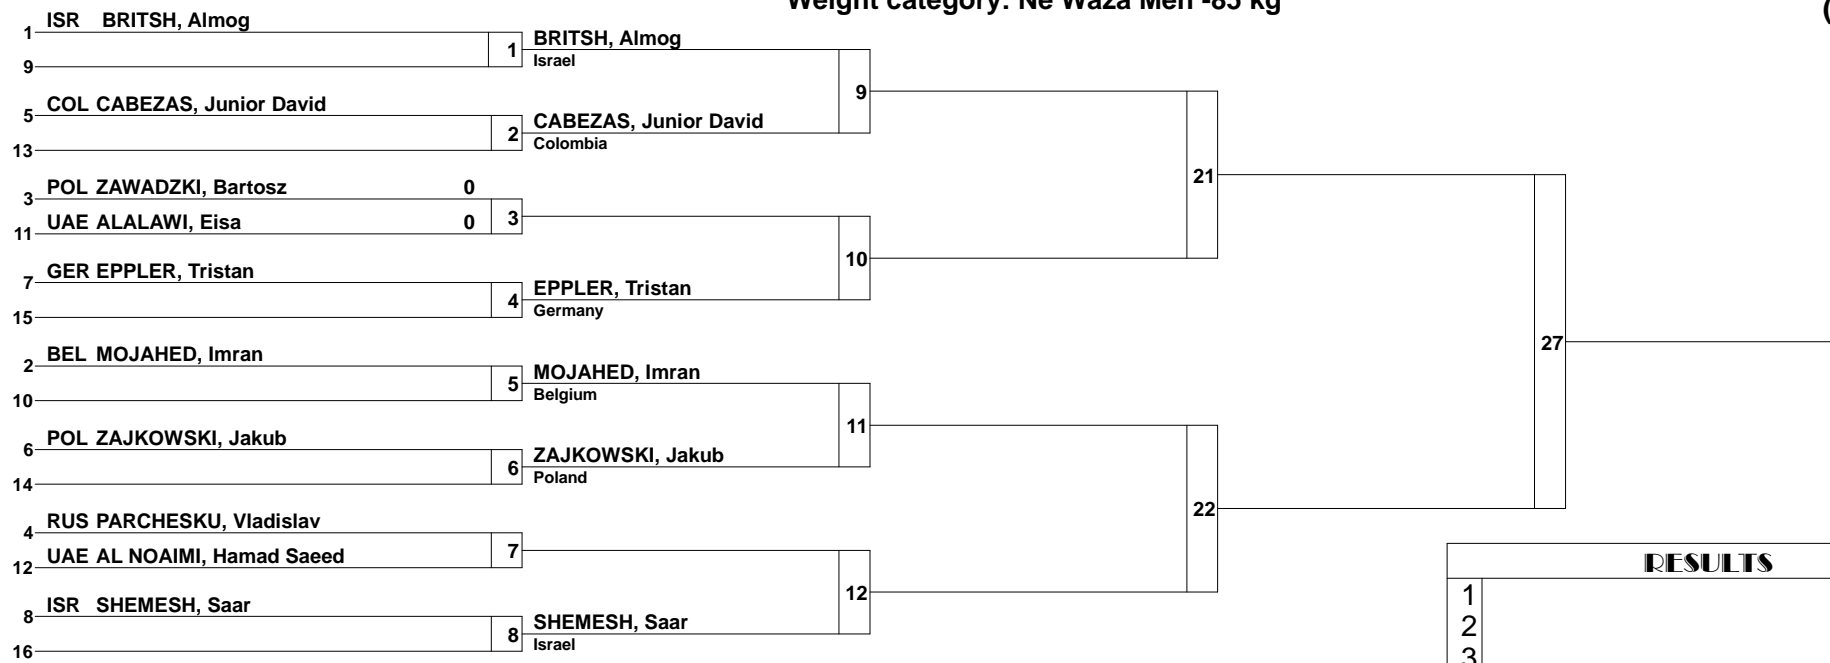 Weight category: Ne Waza Men -85 kg
(
1 ISR BRITSH, Almog
9
1 BRITSH, Almog
Israel
5 COL CABEZAS, Junior David
13
2 CABEZAS, Junior David
Colombia
9
3 POL ZAWADZKI, Bartosz 0
11 UAE ALALAWI, Eisa 0
3
7 GER EPPLER, Tristan
15
4 EPPLER, Tristan
Germany
10
21
2 BEL MOJAHED, Imran
10
5 MOJAHED, Imran
Belgium
6 POL ZAJKOWSKI, Jakub
14
6 ZAJKOWSKI, Jakub
Poland
11
4 RUS PARCHESKU, Vladislav
12 UAE AL NOAIMI, Hamad Saeed
7
8 ISR SHEMESH, Saar
16
8 SHEMESH, Saar
Israel
12
22
27
RESULTS
1
2
3